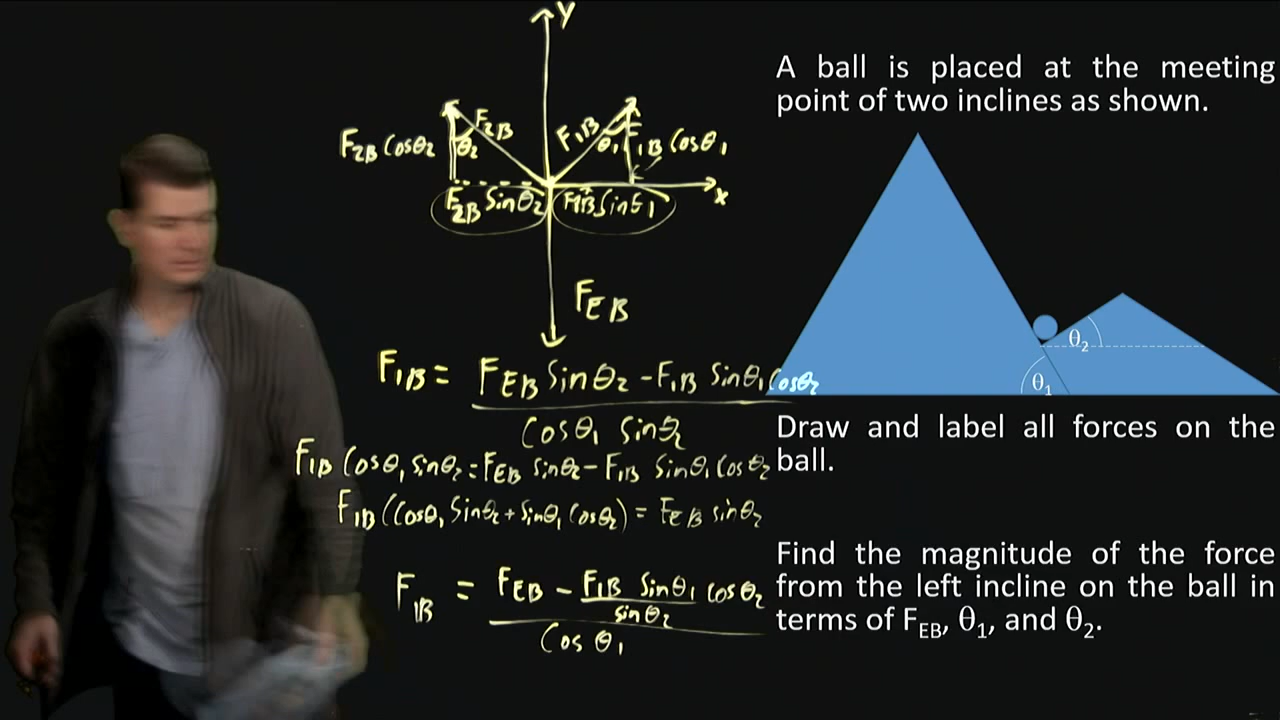 y
F₂B F₁B
F₂B Cosθ₂ θ₂ θ₁ F₁B Cosθ₁
x
F₂B Sinθ₂ F₁B Sinθ₁
FEB
F₁B = FEB Sinθ₂ - F₁B Sinθ₁ Cosθ₂
Cosθ₁ Sinθ₂
F₁B Cosθ₁ sinθ₂ = FEB sinθ₂ - F₁B Sinθ₁ Cosθ₂
F₁B (Cosθ₁ Sinθ₂ + Sinθ₁ Cosθ₂) = FEB sinθ₂
F₁B = FEB - F₁B Sinθ₁ Cosθ₂
sinθ₂
Cos θ₁
A ball is placed at the meeting
point of two inclines as shown.
θ₂
θ₁
Draw and label all forces on the
ball.
Find the magnitude of the force
from the left incline on the ball in
terms of FEB, θ₁, and θ₂.